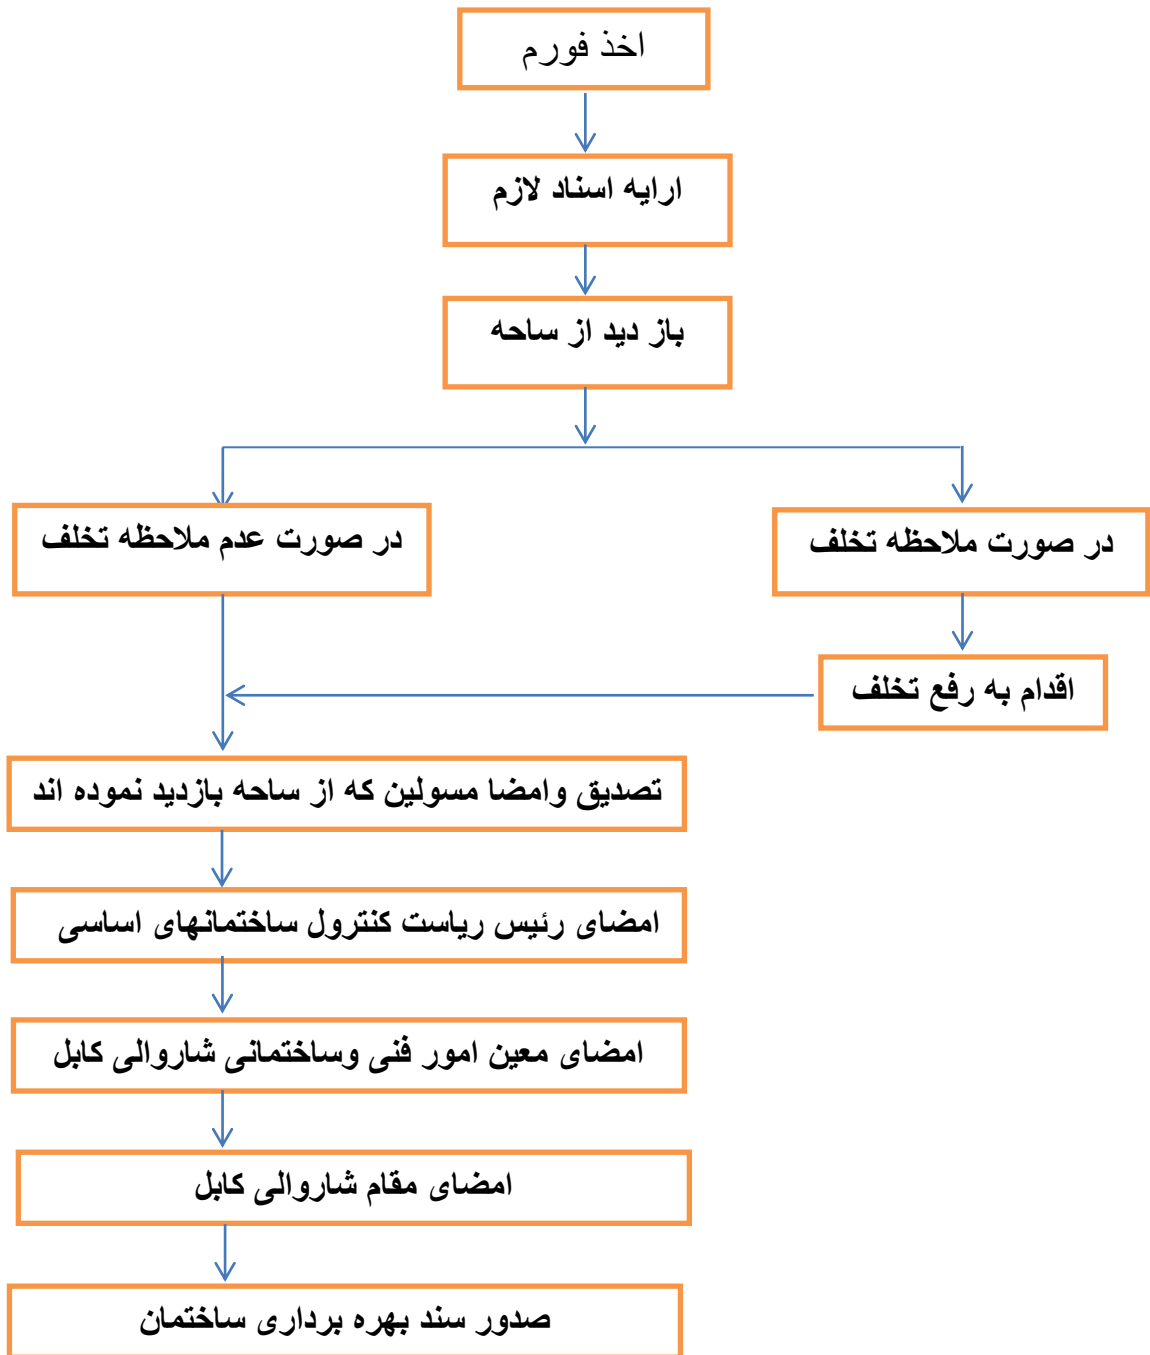 اخذ فورم
ارایه اسناد لازم
باز دید از ساحه
در صورت ملاحظه تخلف
در صورت عدم ملاحظه تخلف
اقدام به رفع تخلف
تصدیق وامضا مسولین که از ساحه بازدید نموده اند
امضای رئیس ریاست کنترول ساختمانهای اساسی
امضای معین امور فنی وساختمانی شاروالی کابل
امضای مقام شاروالی کابل
صدور سند بهره برداری ساختمان